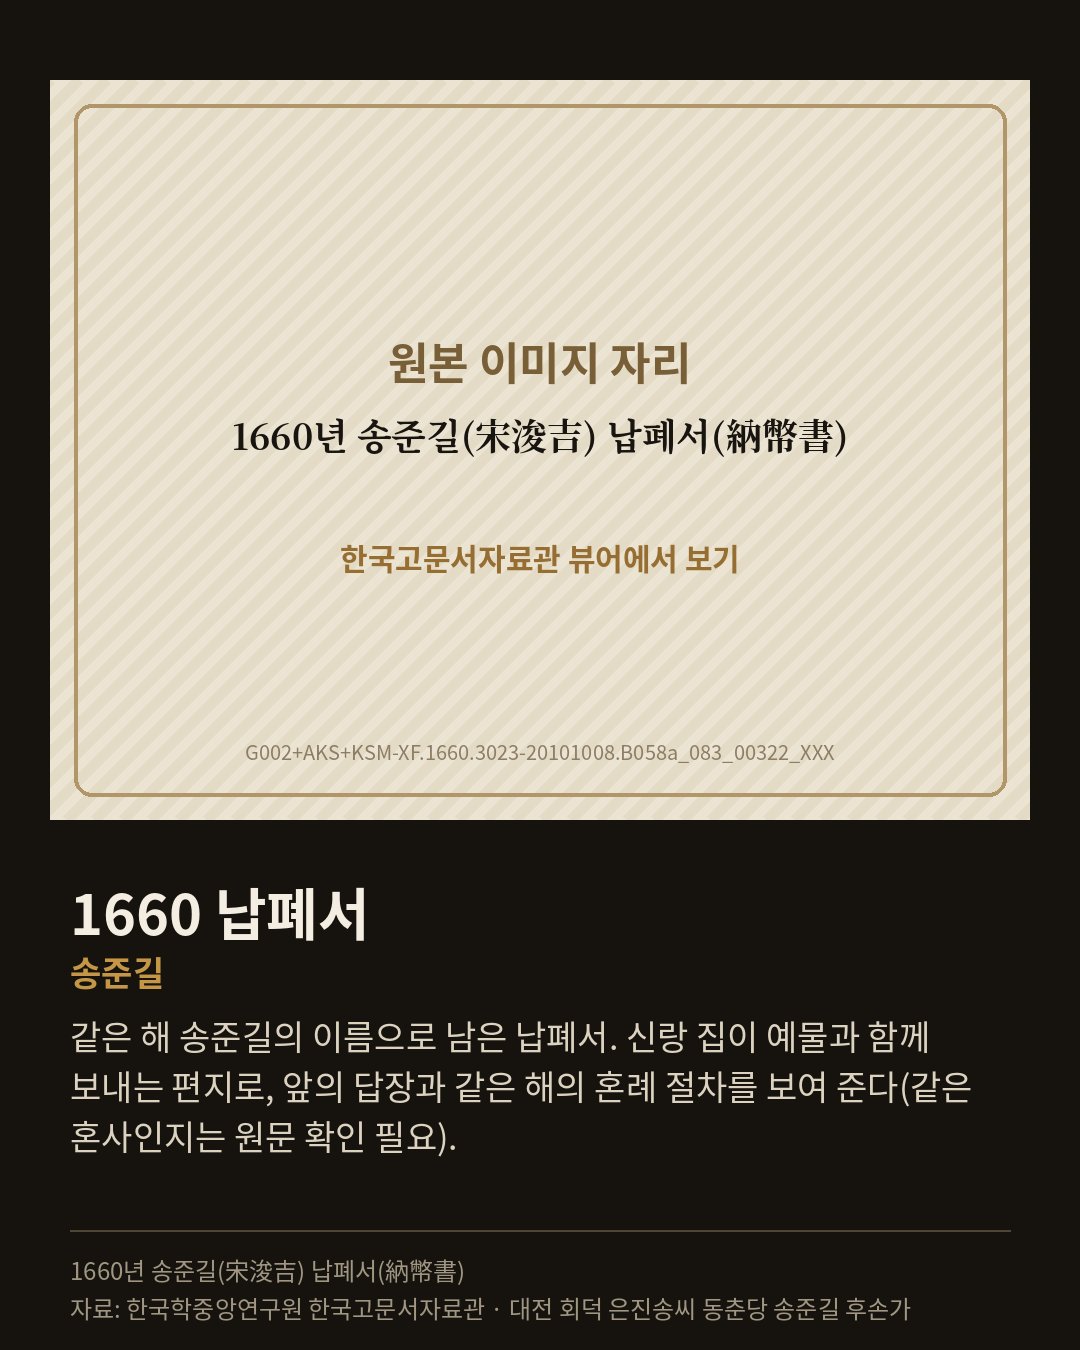 원본 이미지 자리
1660년 송준길(宋浚吉) 납폐서(納幣書)
한국고문서자료관 뷰어에서 보기
G002+AKS+KSM-XF.1660.3023-20101008.B058a_083_00322_XXX
1660 납폐서
송준길
같은 해 송준길의 이름으로 남은 납폐서. 신랑 집이 예물과 함께
보내는 편지로, 앞의 답장과 같은 해의 혼례 절차를 보여 준다(같은
혼사인지는 원문 확인 필요).
1660년 송준길(宋浚吉) 납폐서(納幣書)
자료: 한국학중앙연구원 한국고문서자료관 · 대전 회덕 은진송씨 동춘당 송준길 후손가